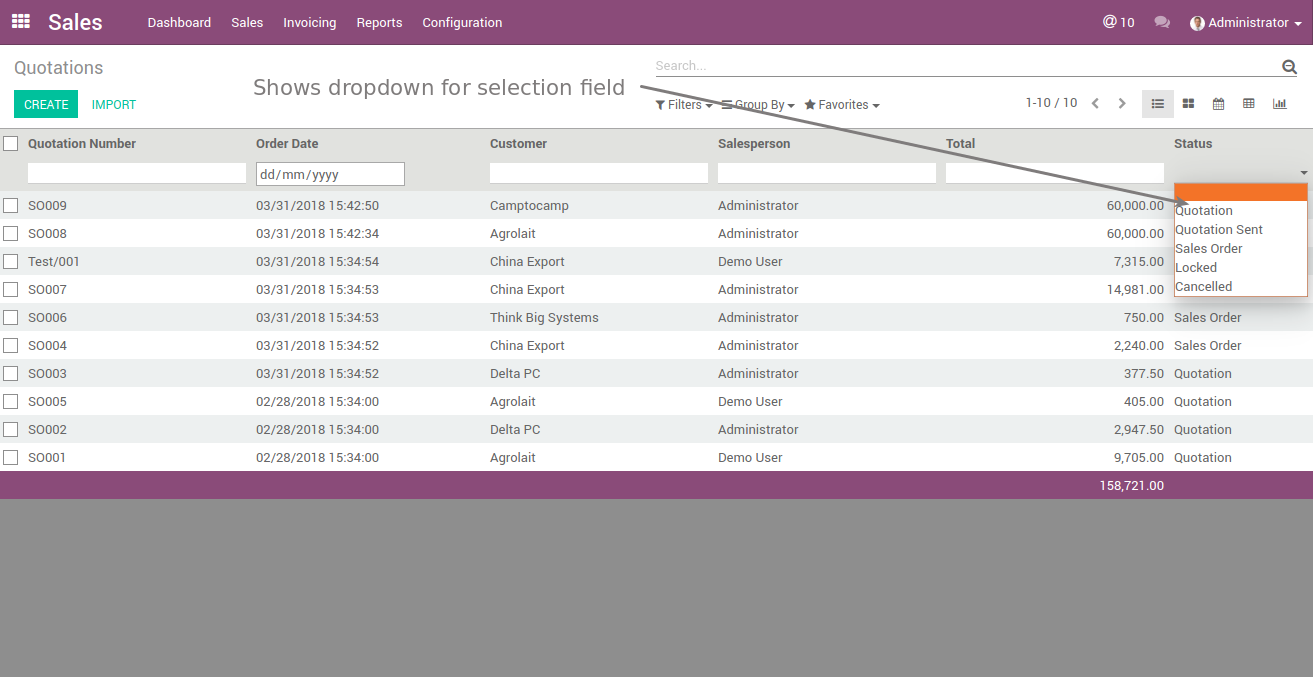 Sales Dashboard Sales Invoicing Reports Configuration @ 10 Administrator
Quotations
Search...
Shows dropdown for selection field
CREATE IMPORT
Filters Group By Favorites 1-10 / 10
Quotation Number Order Date Customer Salesperson Total Status
dd/mm/yyyy
SO009 03/31/2018 15:42:50 Camptocamp Administrator 60,000.00
Quotation
SO008 03/31/2018 15:42:34 Agrolait Administrator 60,000.00 Quotation Sent
Sales Order
Test/001 03/31/2018 15:34:54 China Export Demo User 7,315.00 Locked
SO007 03/31/2018 15:34:53 China Export Administrator 14,981.00 Cancelled
SO006 03/31/2018 15:34:53 Think Big Systems Administrator 750.00 Sales Order
SO004 03/31/2018 15:34:52 China Export Administrator 2,240.00 Sales Order
SO003 03/31/2018 15:34:52 Delta PC Administrator 377.50 Quotation
SO005 02/28/2018 15:34:00 Agrolait Demo User 405.00 Quotation
SO002 02/28/2018 15:34:00 Delta PC Administrator 2,947.50 Quotation
SO001 02/28/2018 15:34:00 Agrolait Demo User 9,705.00 Quotation
158,721.00